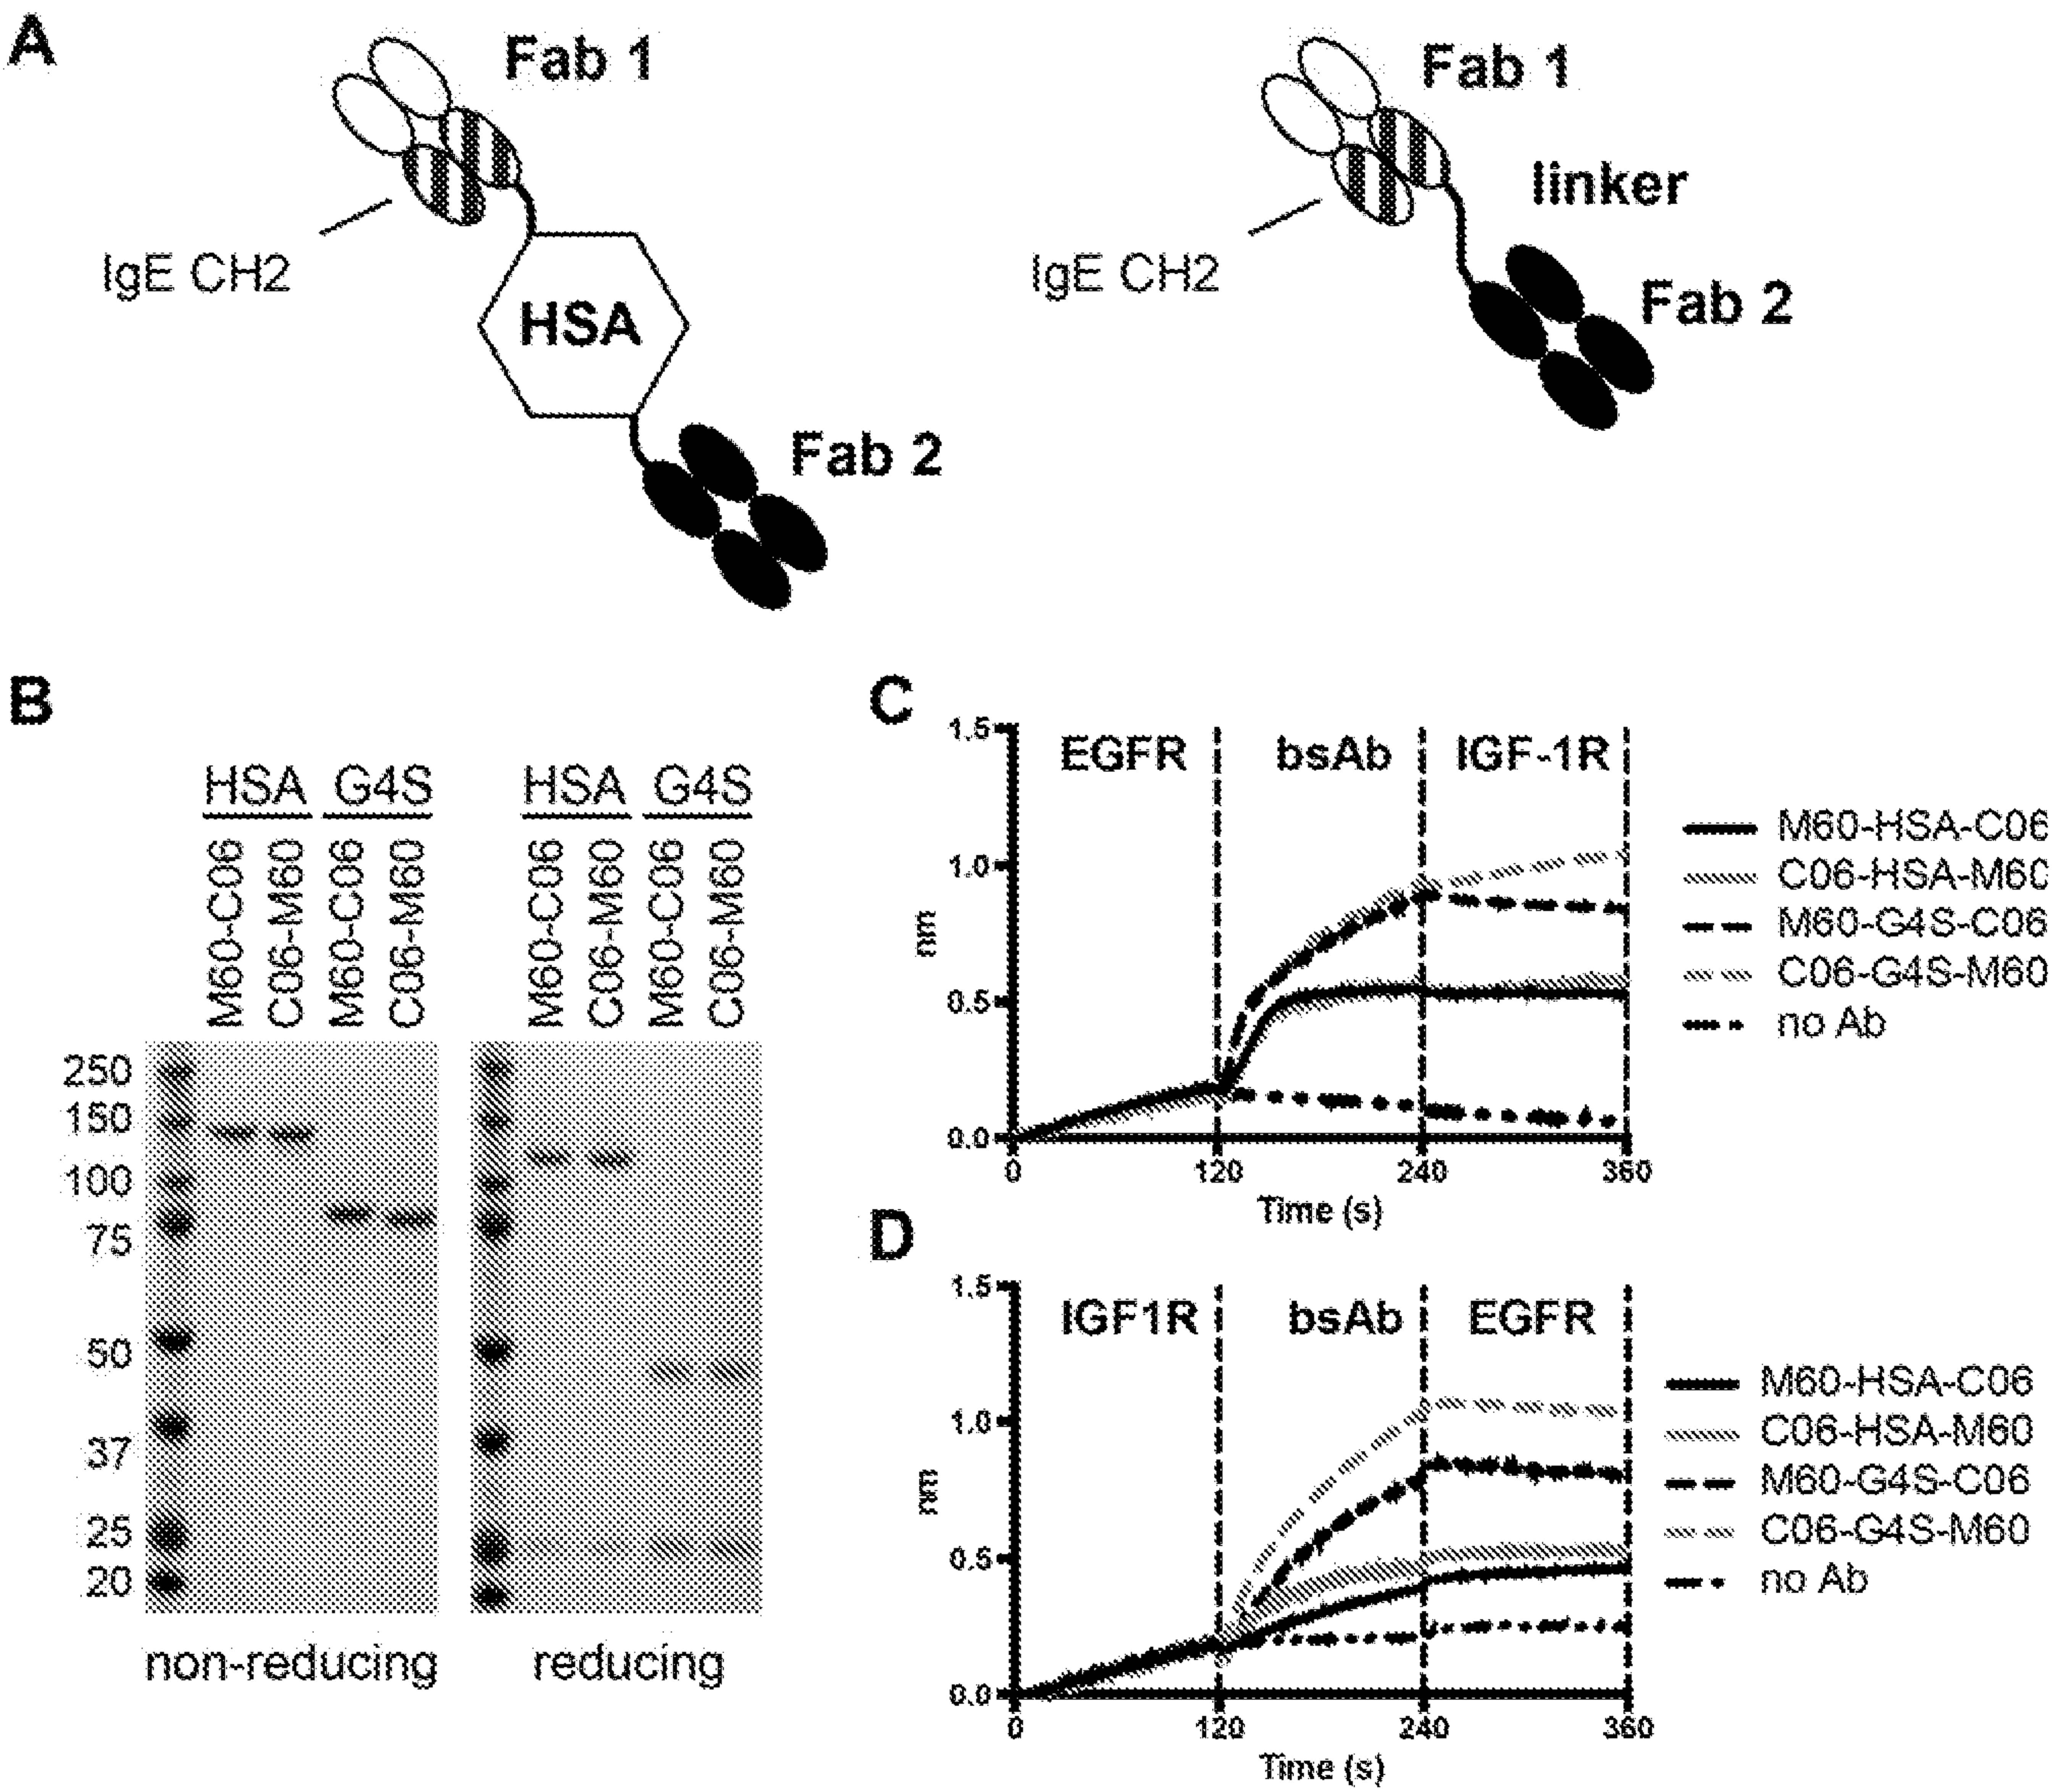 A
Fab 1
IgE CH2
HSA
Fab 2
Fab 1
linker
IgE CH2
Fab 2
B
HSA G4S
M60-C06
C06-M60
M60-C06
C06-M60
HSA G4S
M60-C06
C06-M60
M60-C06
C06-M60
250
150
100
75
50
37
25
20
non-reducing
reducing
C
EGFR bsAb IGF-1R
1.5
1.0
0.5
0.0
nm
0 120 240 360
Time (s)
M60-HSA-C06
C06-HSA-M60
M60-G4S-C06
C06-G4S-M60
no Ab
D
IGF1R bsAb EGFR
1.5
1.0
0.5
0.0
nm
0 120 240 360
Time (s)
M60-HSA-C06
C06-HSA-M60
M60-G4S-C06
C06-G4S-M60
no Ab